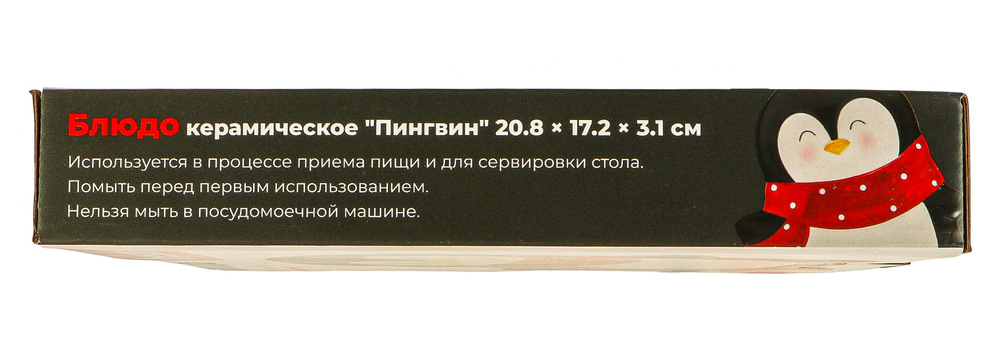 Блюдо керамическое "Пингвин" 20.8 × 17.2 × 3.1 см
Используется в процессе приема пищи и для сервировки стола.
Помыть перед первым использованием.
Нельзя мыть в посудомоечной машине.